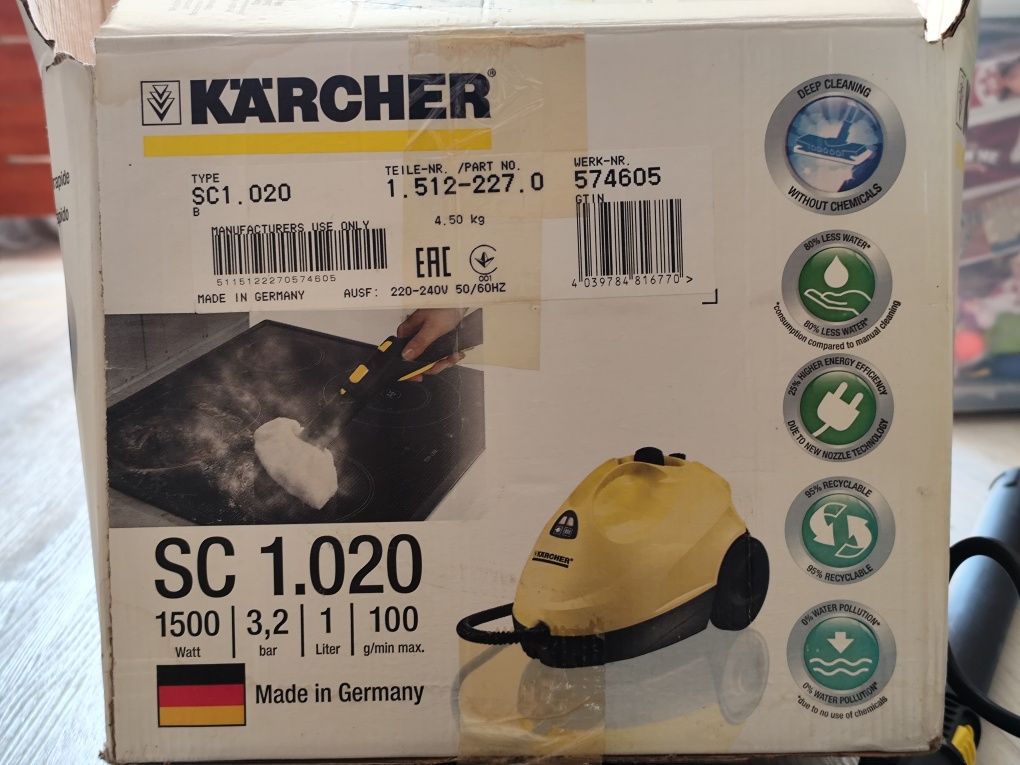 KÄRCHER®
TYPE
SC1.020
B
TEILE-NR. /PART NO.
1.512-227.0
WERK-NR.
574605
GTIN
4.50 kg
MANUFACTURERS USE ONLY
5115122270574605
EAC
001
4 039784 816770 >
MADE IN GERMANY
AUSF: 220-240V 50/60HZ
DEEP CLEANING
WITHOUT CHEMICALS
80% LESS WATER*
80% LESS WATER*
*consumption compared to manual cleaning
25% HIGHER ENERGY EFFICIENCY
DUE TO NEW NOZZLE TECHNOLOGY
95% RECYCLABLE
95% RECYCLABLE
0% WATER POLLUTION*
0% WATER POLLUTION*
*due to no use of chemicals
KÄRCHER®
SC 1.020
1500 | 3,2 | 1 | 100
Watt bar Liter g/min max.
Made in Germany